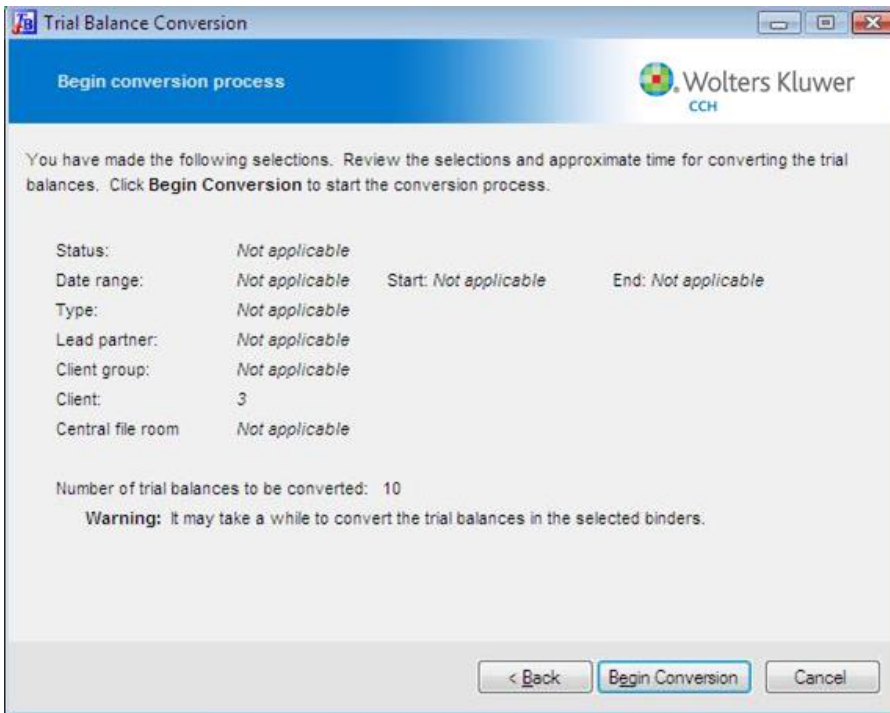 Trial Balance Conversion
Begin conversion process
Wolters Kluwer
CCH
You have made the following selections. Review the selections and approximate time for converting the trial
balances. Click Begin Conversion to start the conversion process.
Status: Not applicable
Date range: Not applicable Start: Not applicable End: Not applicable
Type: Not applicable
Lead partner: Not applicable
Client group: Not applicable
Client: 3
Central file room Not applicable
Number of trial balances to be converted: 10
Warning: It may take a while to convert the trial balances in the selected binders.
< Back Begin Conversion Cancel